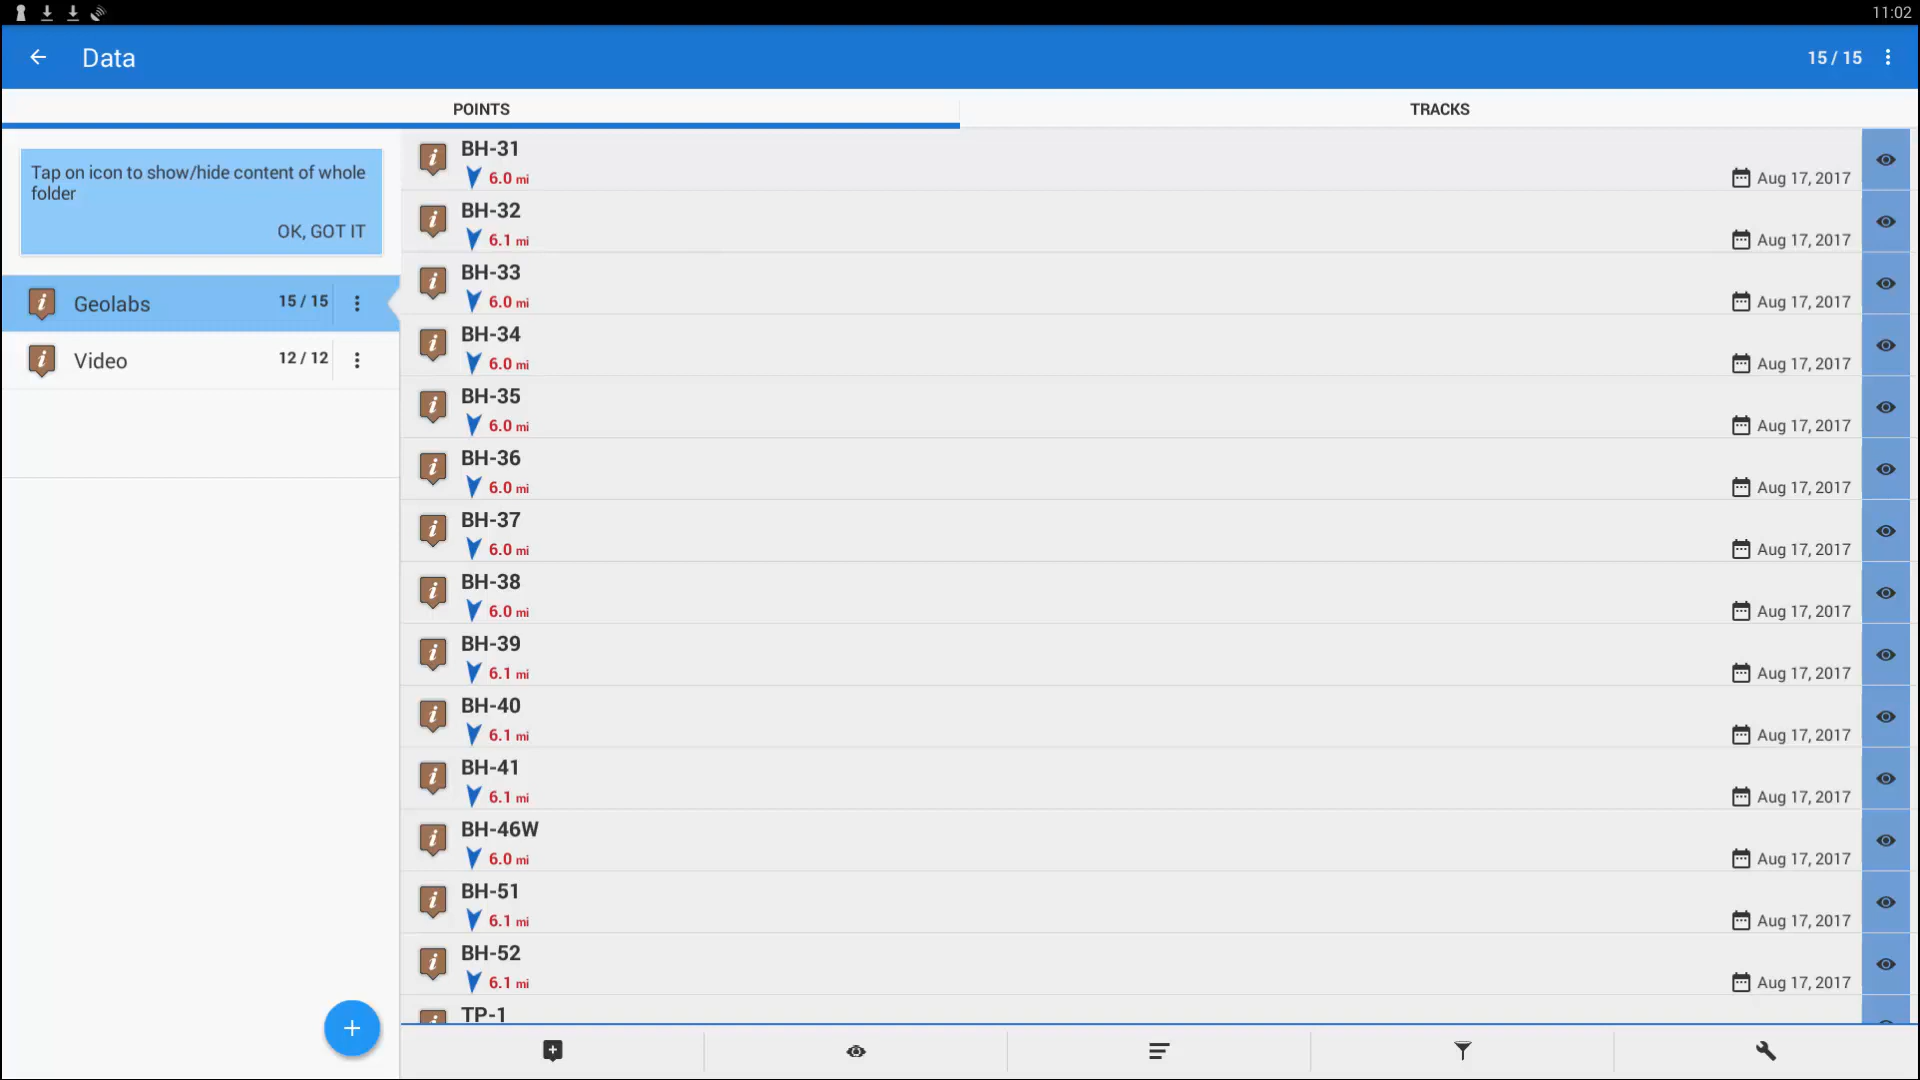 11:02
Data
15 / 15
POINTS
TRACKS
Tap on icon to show/hide content of whole
folder
OK, GOT IT
Geolabs 15 / 15
Video 12 / 12
BH-31
6.0 mi Aug 17, 2017
BH-32
6.1 mi Aug 17, 2017
BH-33
6.0 mi Aug 17, 2017
BH-34
6.0 mi Aug 17, 2017
BH-35
6.0 mi Aug 17, 2017
BH-36
6.0 mi Aug 17, 2017
BH-37
6.0 mi Aug 17, 2017
BH-38
6.0 mi Aug 17, 2017
BH-39
6.1 mi Aug 17, 2017
BH-40
6.1 mi Aug 17, 2017
BH-41
6.1 mi Aug 17, 2017
BH-46W
6.0 mi Aug 17, 2017
BH-51
6.1 mi Aug 17, 2017
BH-52
6.1 mi Aug 17, 2017
TP-1